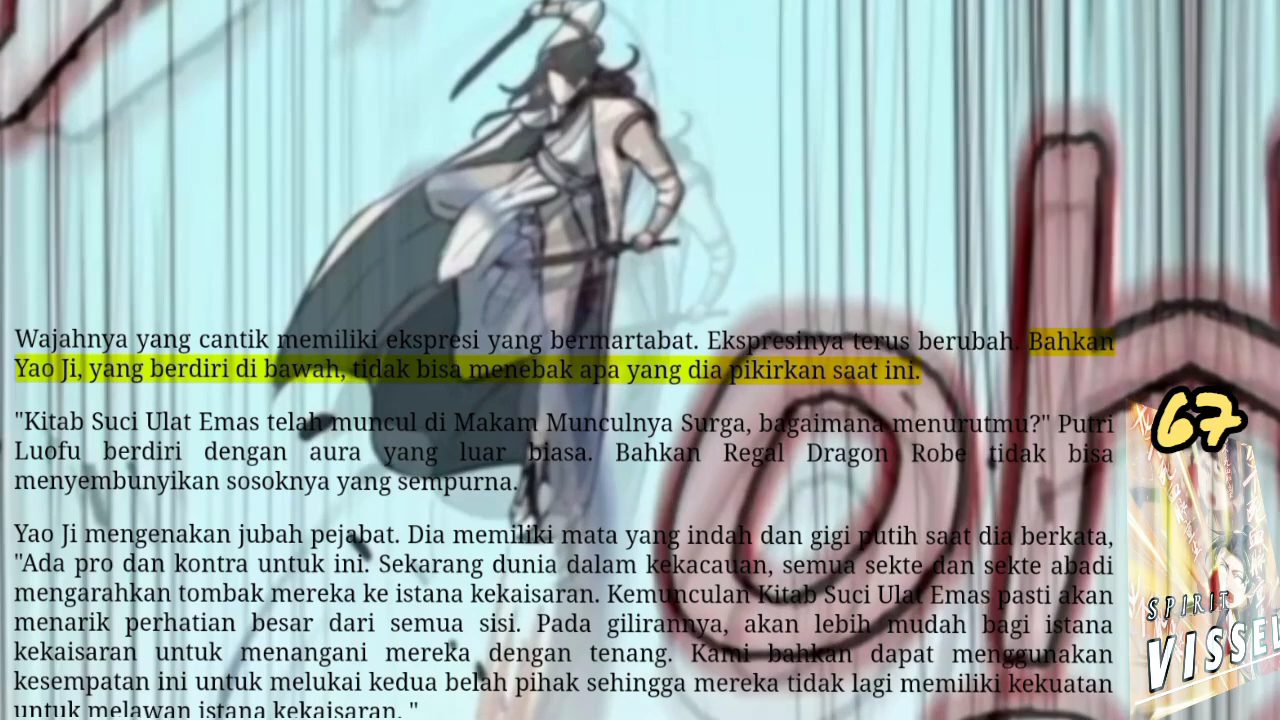 Wajahnya yang cantik memiliki ekspresi yang bermartabat. Ekspresinya terus berubah. Bahkan
Yao Ji, yang berdiri di bawah, tidak bisa menebak apa yang dia pikirkan saat ini.
"Kitab Suci Ulat Emas telah muncul di Makam Munculnya Surga, bagaimana menurutmu?" Putri
Luofu berdiri dengan aura yang luar biasa. Bahkan Regal Dragon Robe tidak bisa
menyembunyikan sosoknya yang sempurna.
Yao Ji mengenakan jubah pejabat. Dia memiliki mata yang indah dan gigi putih saat dia berkata,
"Ada pro dan kontra untuk ini. Sekarang dunia dalam kekacauan, semua sekte dan sekte abadi
mengarahkan tombak mereka ke istana kekaisaran. Kemunculan Kitab Suci Ulat Emas pasti akan
menarik perhatian besar dari semua sisi. Pada gilirannya, akan lebih mudah bagi istana
kekaisaran untuk menangani mereka dengan tenang. Kami bahkan dapat menggunakan
kesempatan ini untuk melukai kedua belah pihak sehingga mereka tidak lagi memiliki kekuatan
untuk melawan istana kekaisaran. "
67
SPIRIT
VISSEL